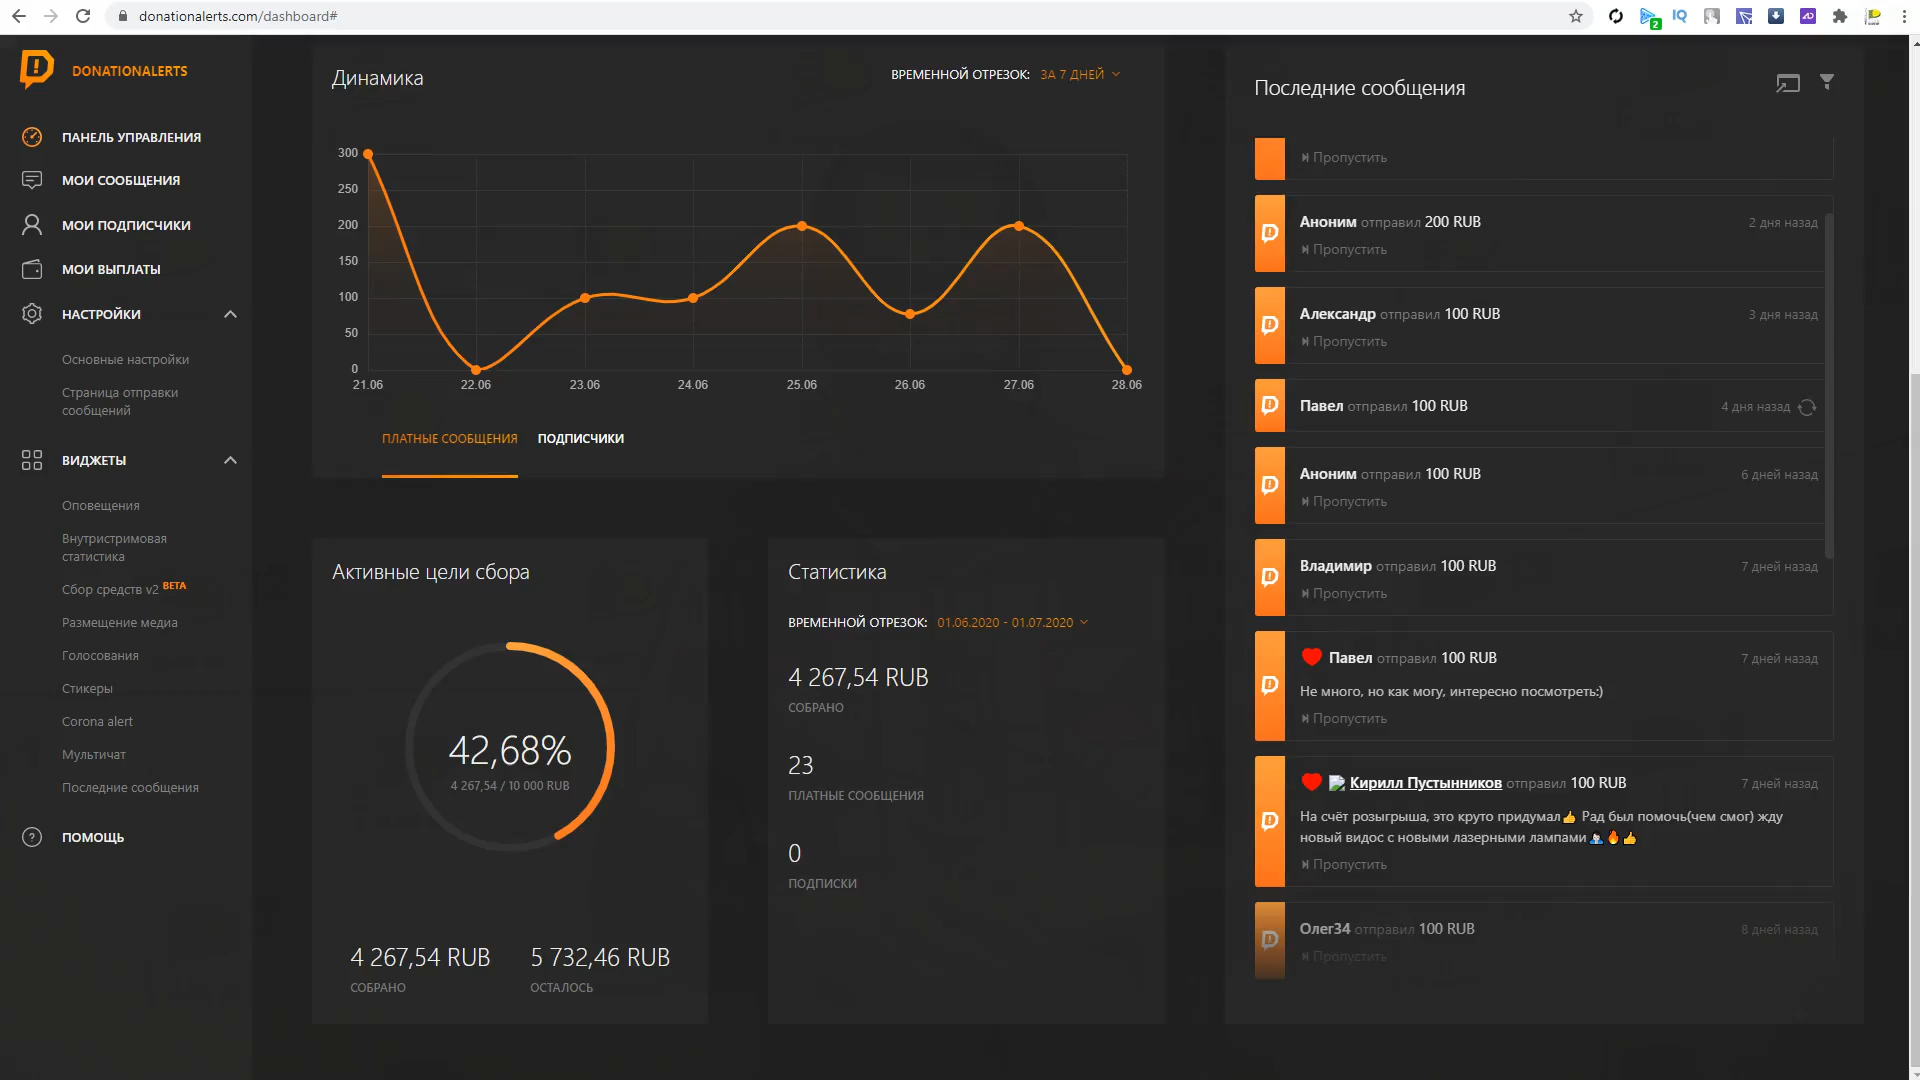 donationalerts.com/dashboard#
2
IQ
DONATIONALERTS
ПАНЕЛЬ УПРАВЛЕНИЯ
МОИ СООБЩЕНИЯ
МОИ ПОДПИСЧИКИ
МОИ ВЫПЛАТЫ
НАСТРОЙКИ
Основные настройки
Страница отправки
сообщений
ВИДЖЕТЫ
Оповещения
Внутристримовая
статистика
Сбор средств v2 BETA
Размещение медиа
Голосования
Стикеры
Corona alert
Мультичат
Последние сообщения
ПОМОЩЬ
Динамика
ВРЕМЕННОЙ ОТРЕЗОК: ЗА 7 ДНЕЙ
300
250
200
150
100
50
0
21.06 22.06 23.06 24.06 25.06 26.06 27.06 28.06
ПЛАТНЫЕ СООБЩЕНИЯ ПОДПИСЧИКИ
Активные цели сбора
42,68%
4 267,54 / 10 000 RUB
4 267,54 RUB
СОБРАНО
5 732,46 RUB
ОСТАЛОСЬ
Статистика
ВРЕМЕННОЙ ОТРЕЗОК: 01.06.2020 - 01.07.2020
4 267,54 RUB
СОБРАНО
23
ПЛАТНЫЕ СООБЩЕНИЯ
0
ПОДПИСКИ
Последние сообщения
Пропустить
Аноним отправил 200 RUB 2 дня назад
Пропустить
Александр отправил 100 RUB 3 дня назад
Пропустить
Павел отправил 100 RUB 4 дня назад
Аноним отправил 100 RUB 6 дней назад
Пропустить
Владимир отправил 100 RUB 7 дней назад
Пропустить
Павел отправил 100 RUB 7 дней назад
Не много, но как могу, интересно посмотреть:)
Пропустить
Кирилл Пустынников отправил 100 RUB 7 дней назад
На счёт розыгрыша, это круто придумал👍 Рад был помочь(чем смог) жду
новый видос с новыми лазерными лампами🤦🏻‍♂️🔥👍
Пропустить
Олег34 отправил 100 RUB 8 дней назад
Пропустить